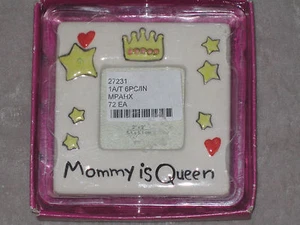 27231
1A/T 6PC/IN
MPAHX
72 EA
Mommy is Queen